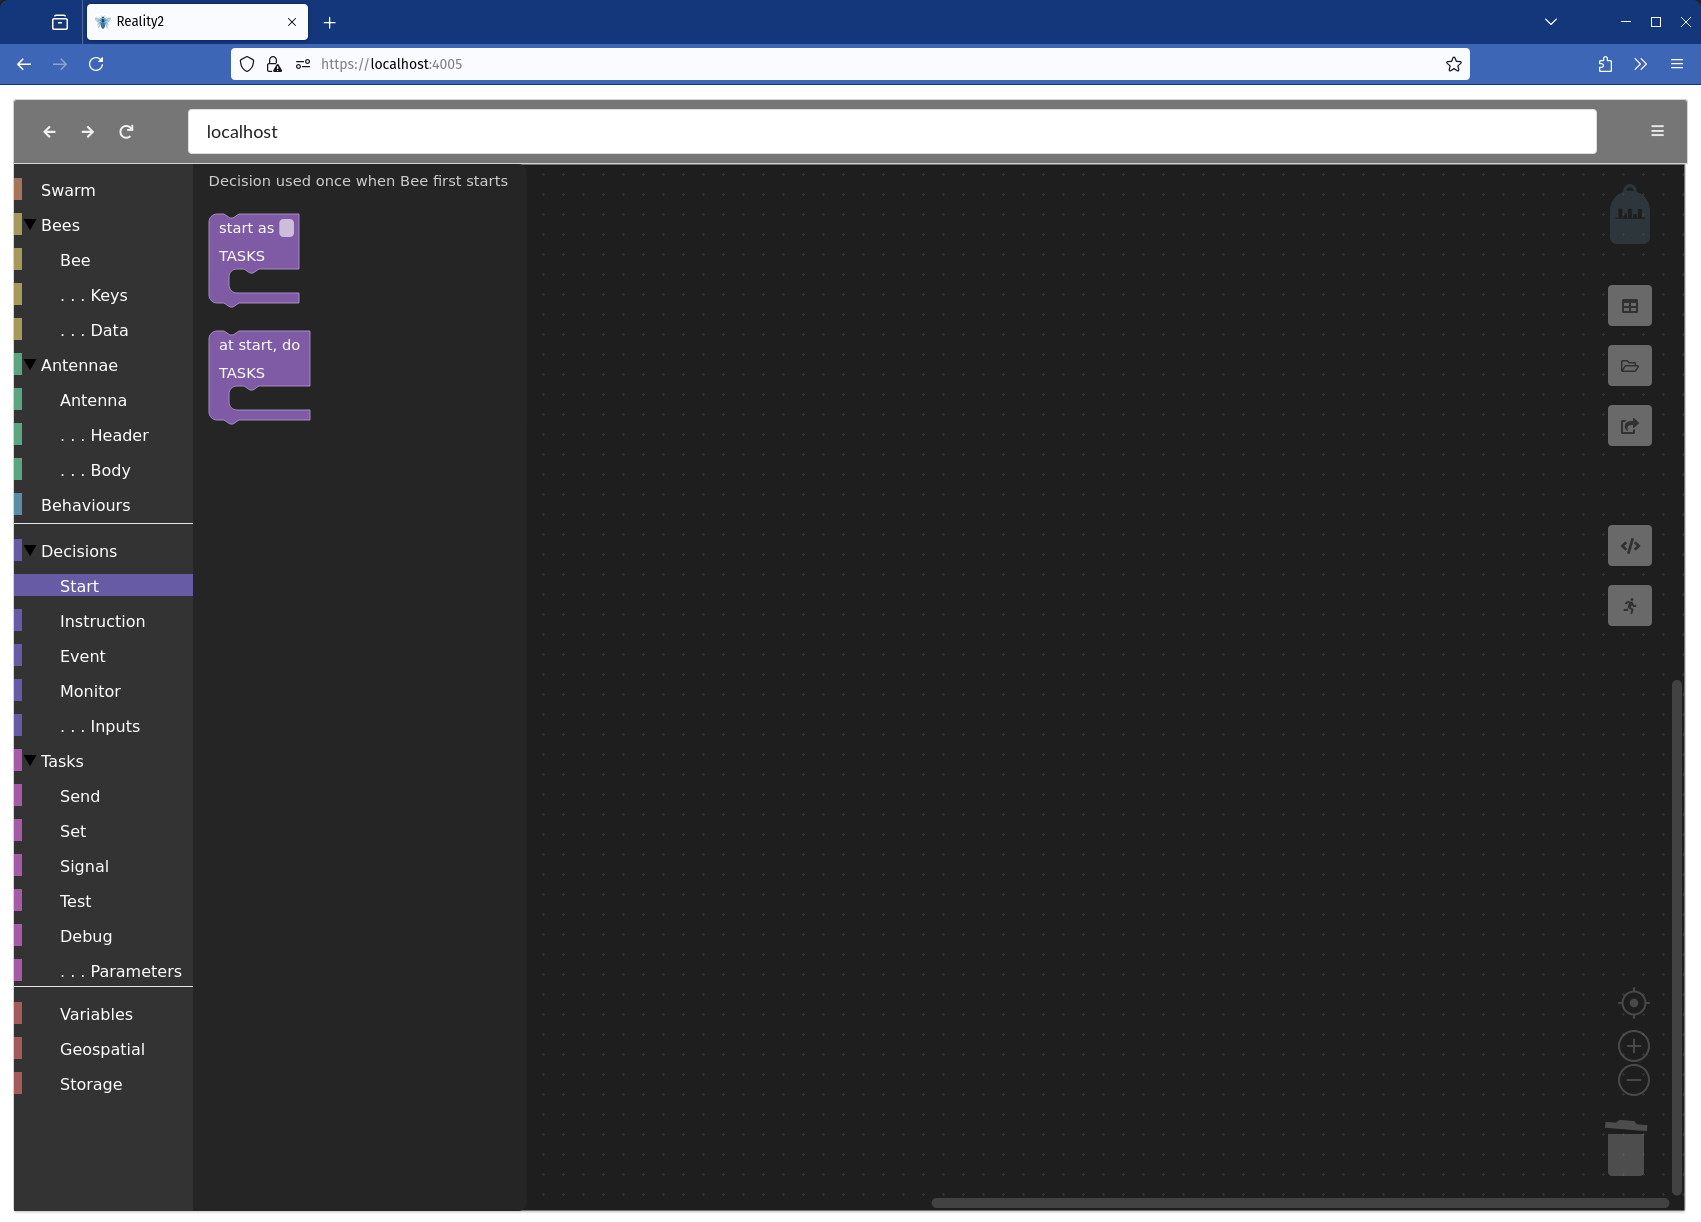 Reality2
https://localhost:4005
localhost
Swarm
Bees
Bee
. . . Keys
. . . Data
Antennae
Antenna
. . . Header
. . . Body
Behaviours
Decisions
Start
Instruction
Event
Monitor
. . . Inputs
Tasks
Send
Set
Signal
Test
Debug
. . . Parameters
Variables
Geospatial
Storage
Decision used once when Bee first starts
start as
TASKS
at start, do
TASKS